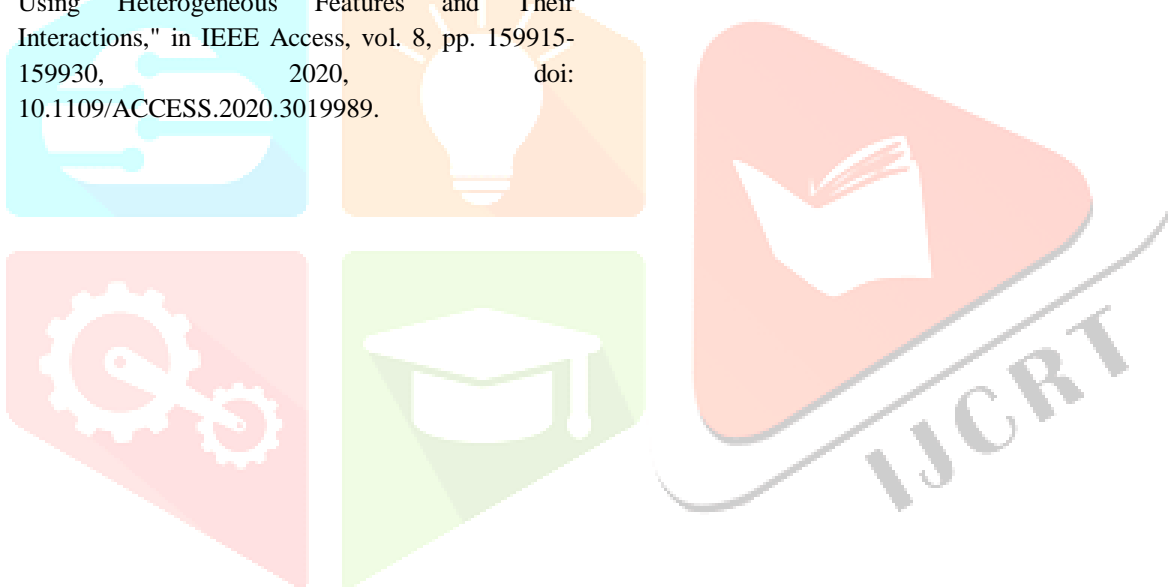 Using Heterogeneous Features and Their
Interactions," in IEEE Access, vol. 8, pp. 159915-
159930, 2020, doi:
10.1109/ACCESS.2020.3019989.
IJCRT